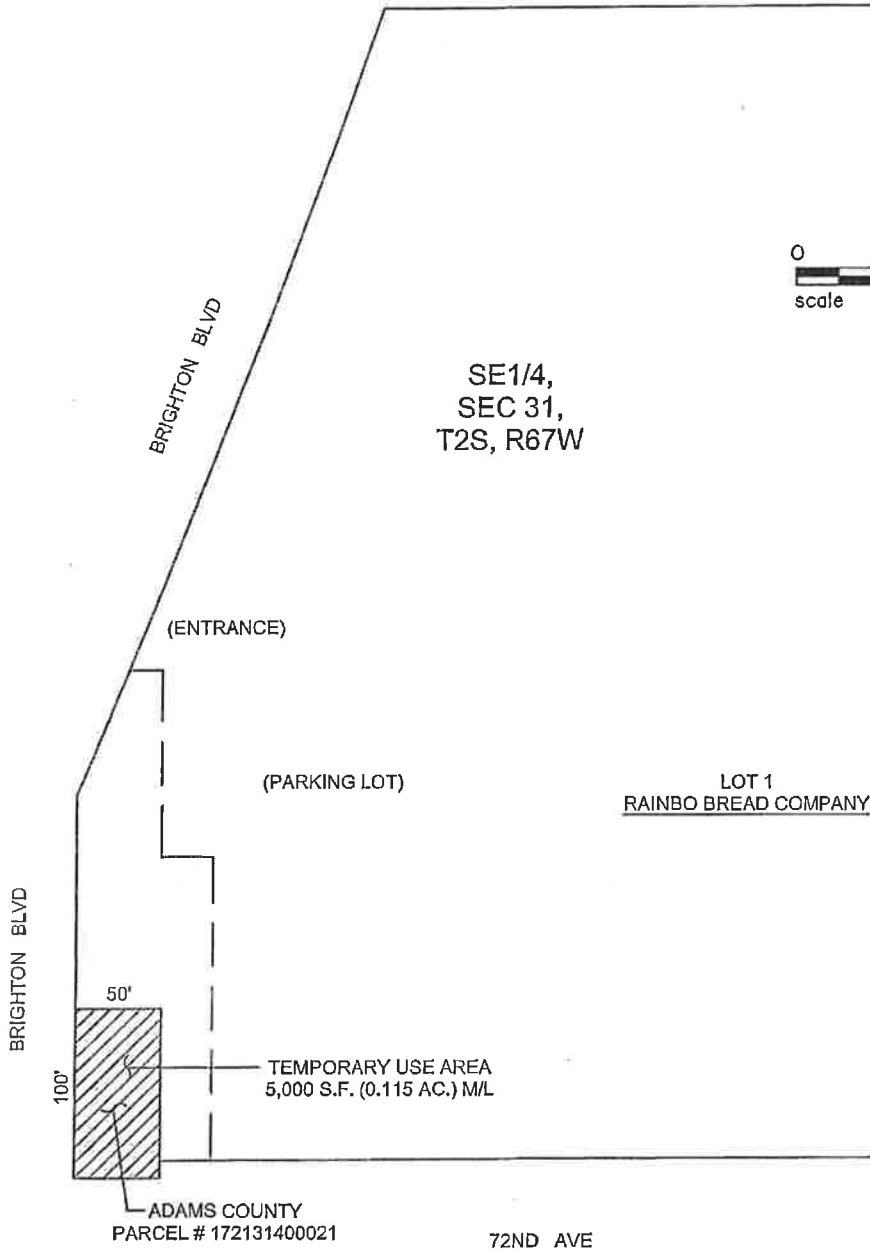 0
scale
BRIGHTON BLVD
SE1/4,
SEC 31,
T2S, R67W
(ENTRANCE)
(PARKING LOT)
LOT 1
RAINBO BREAD COMPANY
BRIGHTON BLVD
50'
100'
TEMPORARY USE AREA
5,000 S.F. (0.115 AC.) M/L
ADAMS COUNTY
PARCEL # 172131400021
72ND AVE